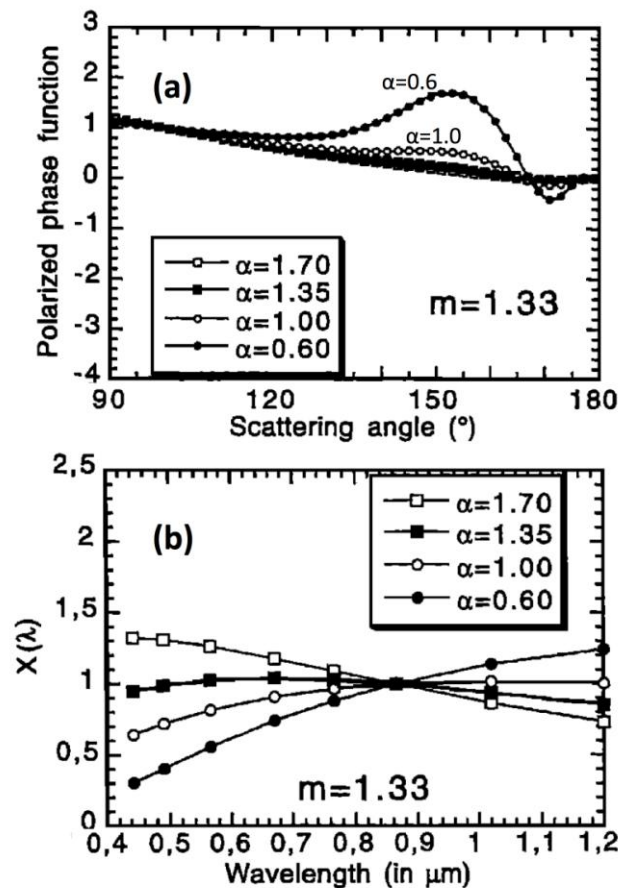 3
2
1
0
-1
-2
-3
-4
Polarized phase function
(a)
α=0.6
α=1.0
α=1.70
α=1.35
α=1.00
α=0.60
m=1.33
90 120 150 180
Scattering angle (°)
2,5
2
1,5
1
0,5
0
X(λ)
(b)
α=1.70
α=1.35
α=1.00
α=0.60
m=1.33
0,4 0,5 0,6 0,7 0,8 0,9 1 1,1 1,2
Wavelength (in µm)